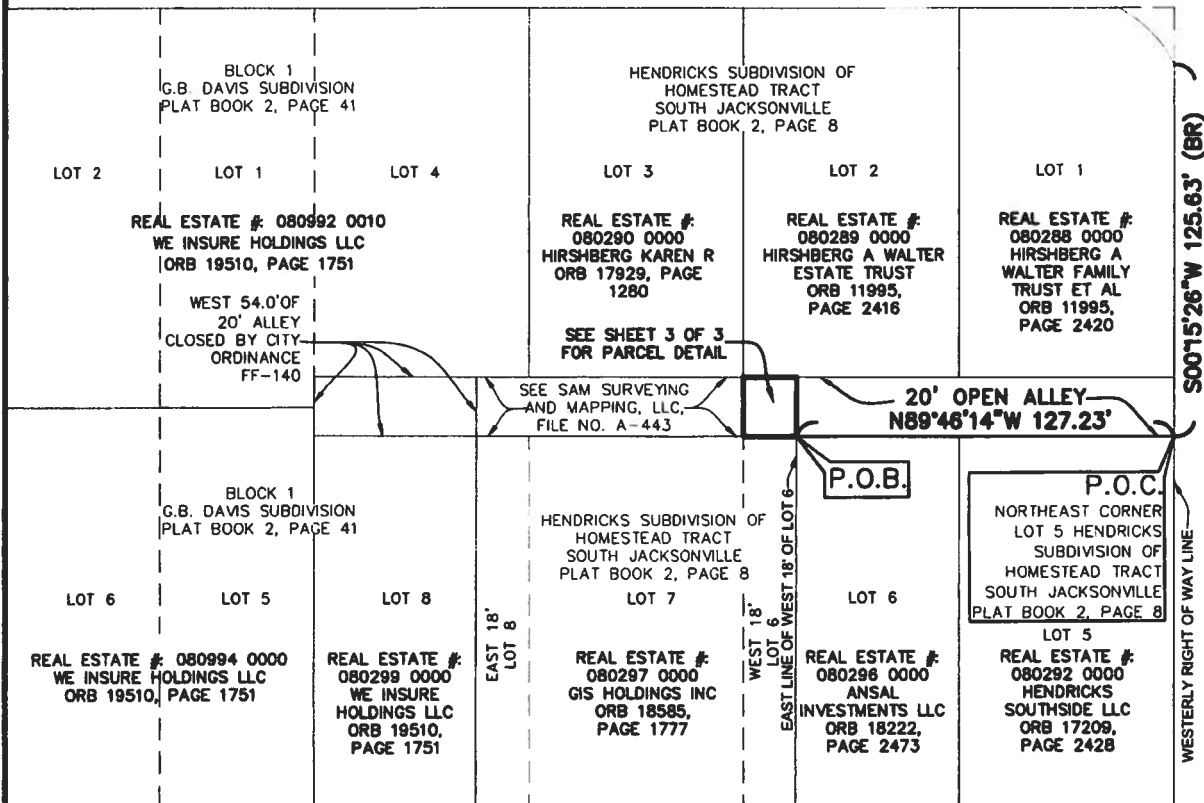 BLOCK 1
G.B. DAVIS SUBDIVISION
PLAT BOOK 2, PAGE 41
HENDRICKS SUBDIVISION OF
HOMESTEAD TRACT
SOUTH JACKSONVILLE
PLAT BOOK 2, PAGE 8
LOT 2
LOT 1
LOT 4
LOT 3
LOT 2
LOT 1
REAL ESTATE #: 080992 0010
WE INSURE HOLDINGS LLC
ORB 19510, PAGE 1751
REAL ESTATE #:
080290 0000
HIRSHBERG KAREN R
ORB 17929, PAGE
1280
REAL ESTATE #:
080289 0000
HIRSHBERG A WALTER
ESTATE TRUST
ORB 11995,
PAGE 2416
REAL ESTATE #:
080288 0000
HIRSHBERG A
WALTER FAMILY
TRUST ET AL
ORB 11995,
PAGE 2420
S00°15'26"W 125.63' (BR)
WEST 54.0'OF
20' ALLEY
CLOSED BY CITY
ORDINANCE
FF-140
SEE SHEET 3 OF 3
FOR PARCEL DETAIL
SEE SAM SURVEYING
AND MAPPING, LLC,
FILE NO. A-443
20' OPEN ALLEY
N89°46'14"W 127.23'
P.O.B.
P.O.C.
NORTHEAST CORNER
LOT 5 HENDRICKS
SUBDIVISION OF
HOMESTEAD TRACT
SOUTH JACKSONVILLE
PLAT BOOK 2, PAGE 8
BLOCK 1
G.B. DAVIS SUBDIVISION
PLAT BOOK 2, PAGE 41
HENDRICKS SUBDIVISION OF
HOMESTEAD TRACT
SOUTH JACKSONVILLE
PLAT BOOK 2, PAGE 8
LOT 6
LOT 5
LOT 8
EAST 18'
LOT 8
LOT 7
WEST 18'
LOT 6
EAST LINE OF WEST 18' OF LOT 6
LOT 6
LOT 5
REAL ESTATE #: 080994 0000
WE INSURE HOLDINGS LLC
ORB 19510, PAGE 1751
REAL ESTATE #:
080299 0000
WE INSURE
HOLDINGS LLC
ORB 19510,
PAGE 1751
REAL ESTATE #:
080297 0000
GIS HOLDINGS INC
ORB 18585,
PAGE 1777
REAL ESTATE #:
080296 0000
ANSAL
INVESTMENTS LLC
ORB 18222,
PAGE 2473
REAL ESTATE #:
080292 0000
HENDRICKS
SOUTHSIDE LLC
ORB 17209,
PAGE 2428
WESTERLY RIGHT OF WAY LINE